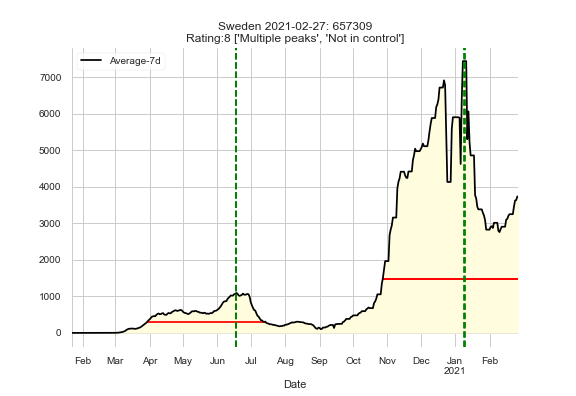 Sweden 2021-02-27: 657309
Rating:8 ['Multiple peaks', 'Not in control']
Average-7d
7000
6000
5000
4000
3000
2000
1000
0
Feb Mar Apr May Jun Jul Aug Sep Oct Nov Dec Jan Feb
2021
Date